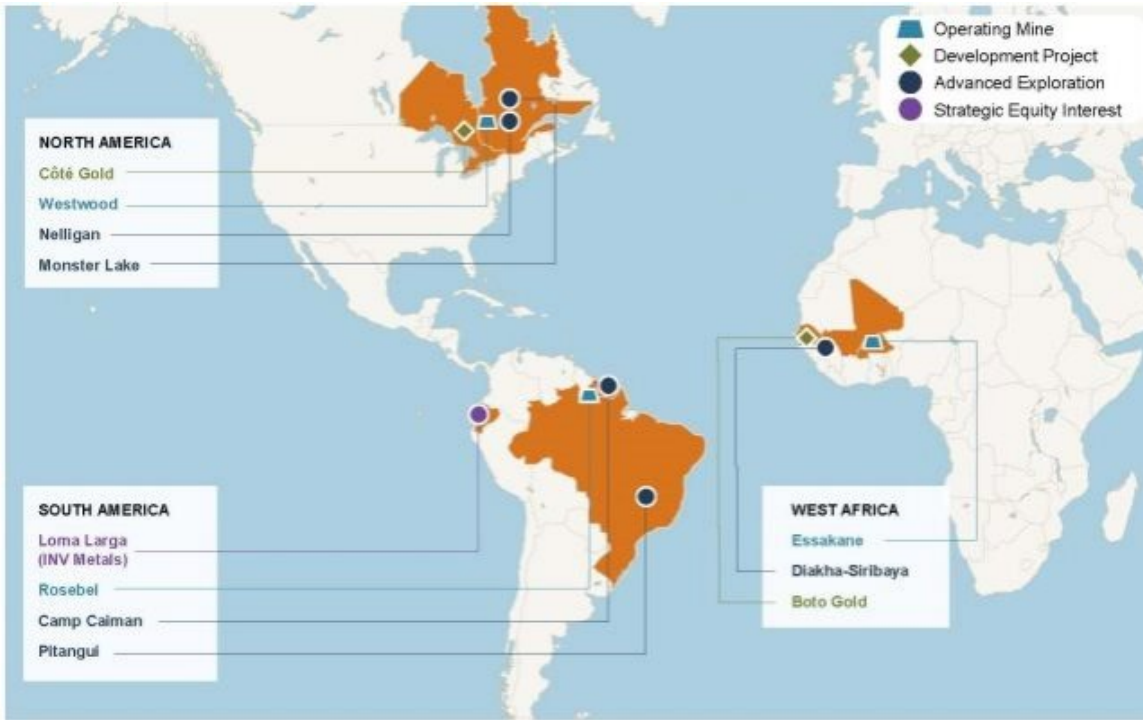 Operating Mine
Development Project
Advanced Exploration
Strategic Equity Interest
NORTH AMERICA
Côté Gold
Westwood
Nelligan
Monster Lake
SOUTH AMERICA
Loma Larga
(INV Metals)
Rosebel
Camp Caiman
Pitangui
WEST AFRICA
Essakane
Diakha-Siribaya
Boto Gold